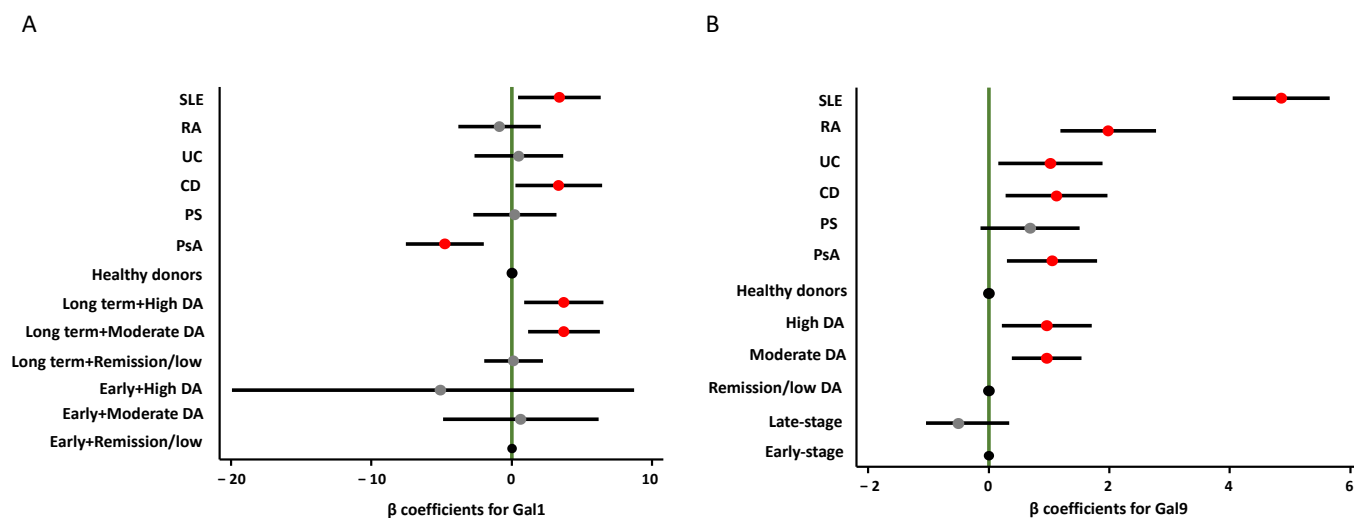 A
SLE
RA
UC
CD
PS
PsA
Healthy donors
Long term+High DA
Long term+Moderate DA
Long term+Remission/low
Early+High DA
Early+Moderate DA
Early+Remission/low
−20 −10 0 10
β coefficients for Gal1
B
SLE
RA
UC
CD
PS
PsA
Healthy donors
High DA
Moderate DA
Remission/low DA
Late-stage
Early-stage
−2 0 2 4 6
β coefficients for Gal9